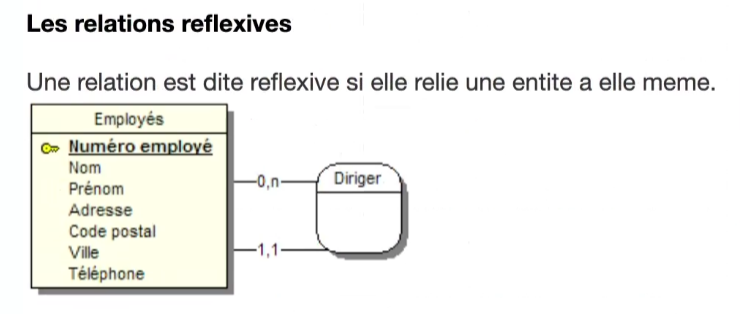 Les relations reflexives
Une relation est dite reflexive si elle relie une entite a elle meme.
Employés
Numéro employé
Nom
Prénom
Adresse
Code postal
Ville
Téléphone
0,n
Diriger
1,1